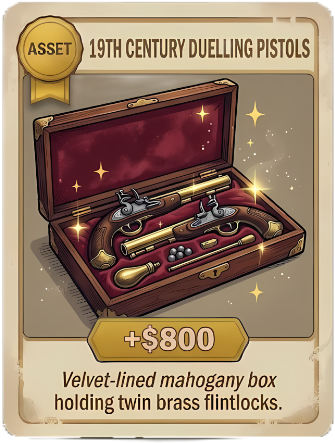 ASSET
19TH CENTURY DUELLING PISTOLS
+$800
Velvet-lined mahogany box
holding twin brass flintlocks.